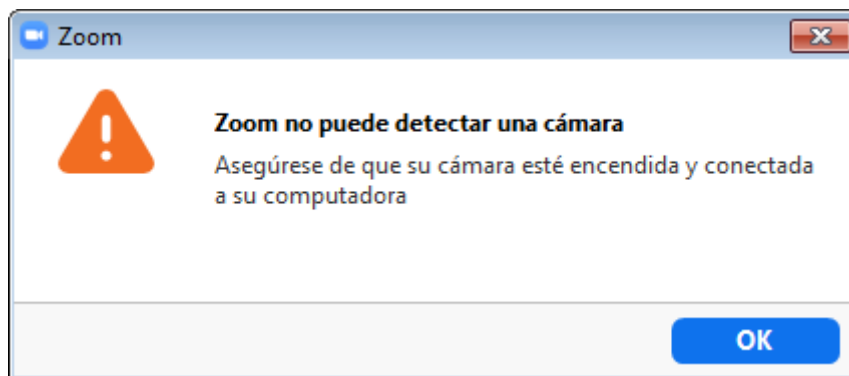 Zoom
Zoom no puede detectar una cámara
Asegúrese de que su cámara esté encendida y conectada
a su computadora
OK